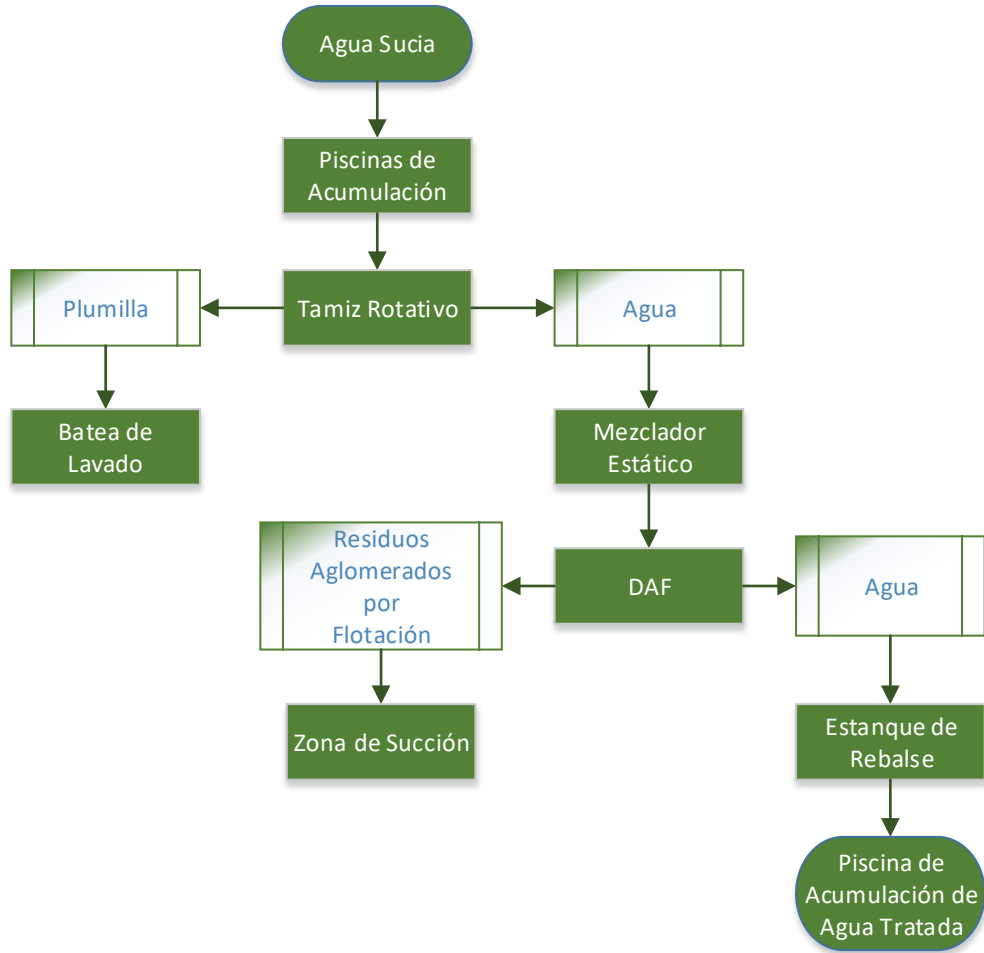 Agua Sucia
Piscinas de
Acumulación
Plumilla
Tamiz Rotativo
Agua
Batea de
Lavado
Mezclador
Estático
Residuos
Aglomerados
por
Flotación
DAF
Agua
Zona de Succión
Estanque de
Rebalse
Piscina de
Acumulación de
Agua Tratada